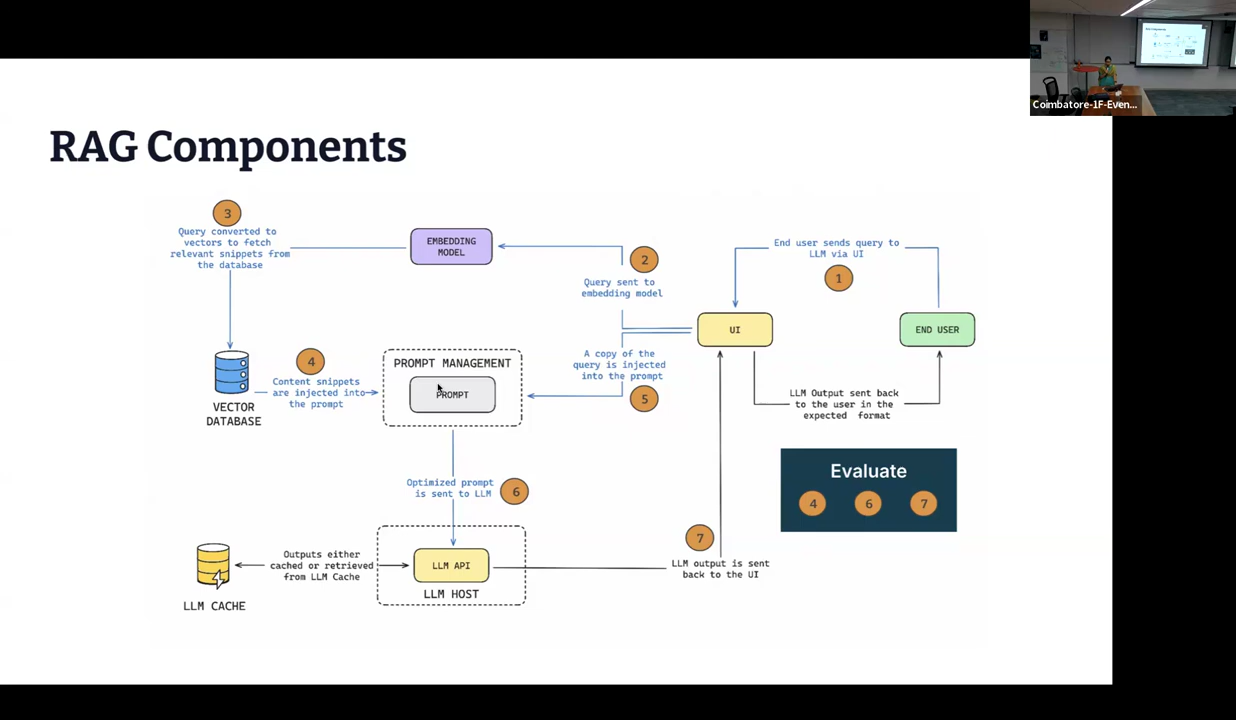 Coimbatore-1F-Even...
RAG Components
3
Query converted to
vectors to fetch
relevant snippets from
the database
EMBEDDING
MODEL
2
Query sent to
embedding model
End user sends query to
LLM via UI
1
UI
END USER
VECTOR
DATABASE
4
Content snippets
are injected into
the prompt
PROMPT MANAGEMENT
PROMPT
A copy of the
query is injected
into the prompt
5
LLM Output sent back
to the user in the
expected format
Optimized prompt
is sent to LLM
6
Evaluate
4 6 7
LLM CACHE
Outputs either
cached or retrieved
from LLM Cache
LLM API
LLM HOST
7
LLM output is sent
back to the UI